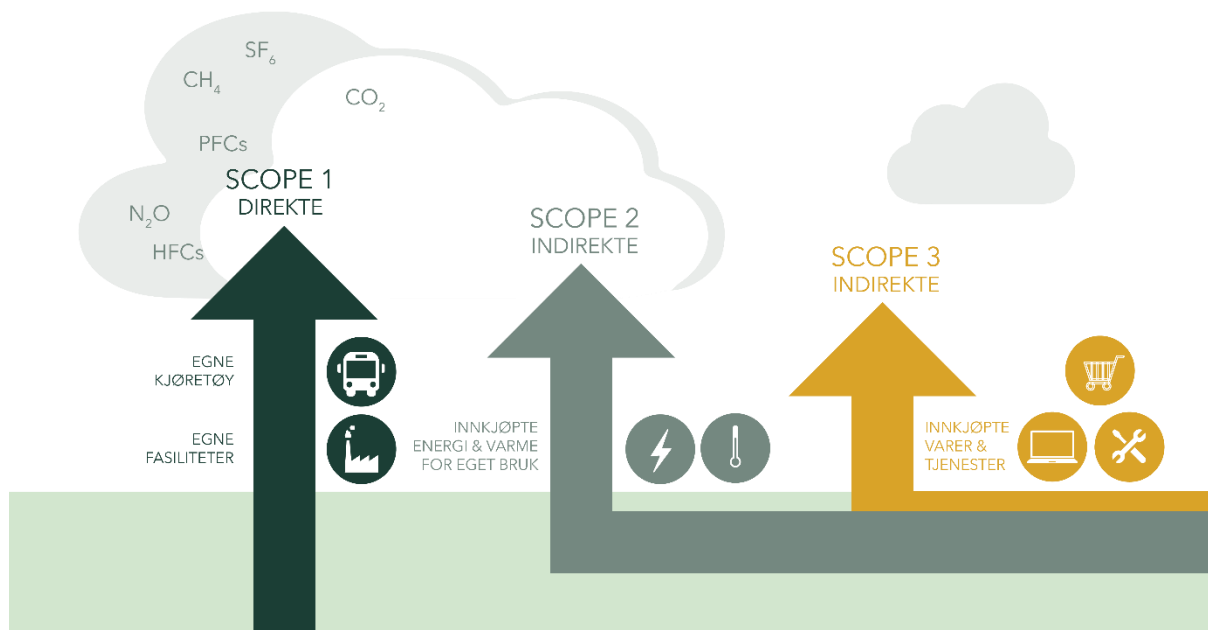 SF₆
CH₄
CO₂
PFCs
N₂O
HFCs
SCOPE 1
DIREKTE
EGNE
KJØRETØY
EGNE
FASILITETER
SCOPE 2
INDIREKTE
INNKJØPTE
ENERGI & VARME
FOR EGET BRUK
SCOPE 3
INDIREKTE
INNKJØPTE
VARER &
TJENESTER